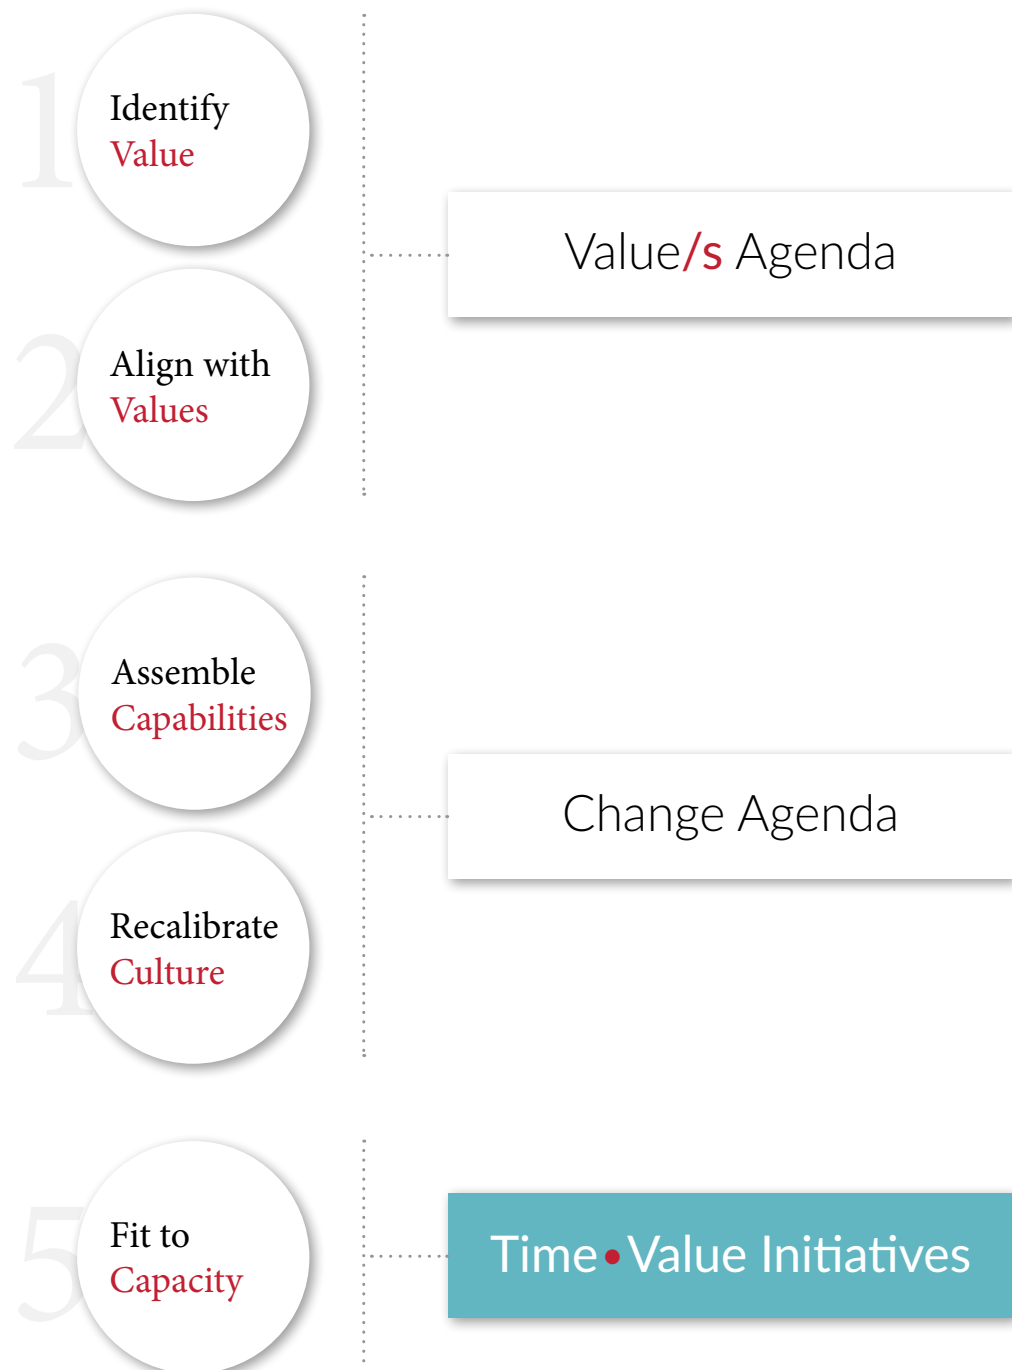 1
Identify
Value
2
Align with
Values
Value/s Agenda
3
Assemble
Capabilities
4
Recalibrate
Culture
Change Agenda
5
Fit to
Capacity
Time•Value Initiatives